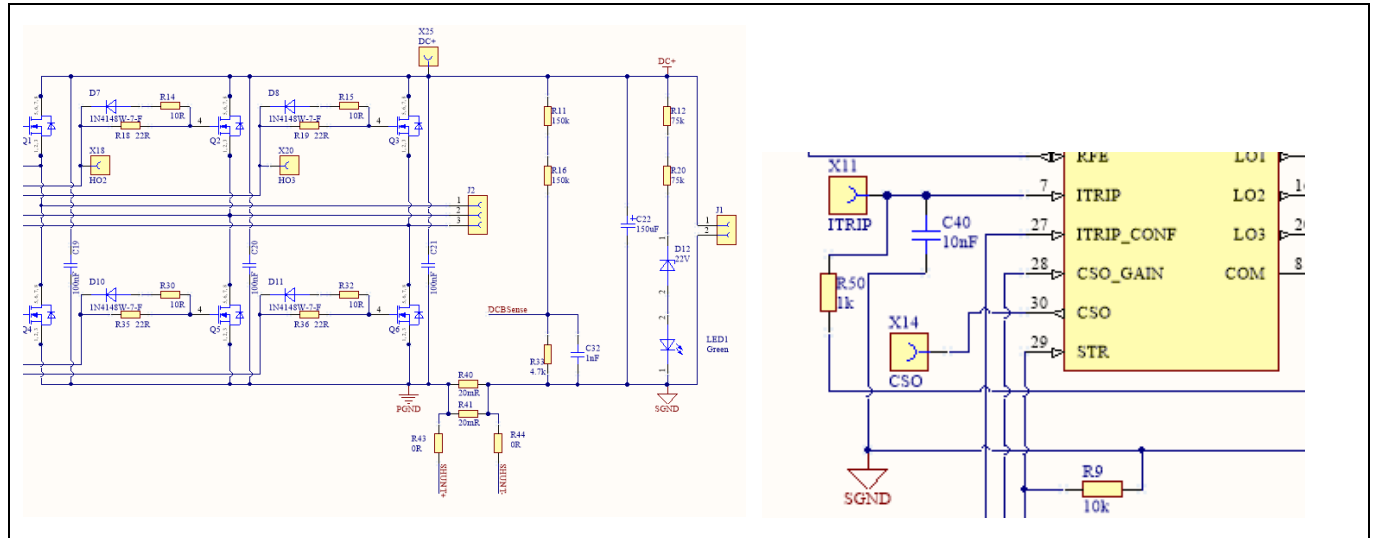 X25
DC+
DC+
D7
R14
1N4148W-7-F
10R
R18 22R
4
Q1
Q2
D8
R15
1N4148W-7-F
10R
R19 22R
4
Q3
R11
150k
R12
75k
X18
HO2
X20
HO3
R16
150k
R20
75k
J2
1
2
3
C22
150uF
J1
1
2
C19
100nF
C20
100nF
C21
100nF
1
D12
22V
2
D10
R30
1N4148W-7-F
10R
R35 22R
4
Q4
Q5
D11
R32
1N4148W-7-F
10R
R36 22R
4
Q6
DCBSense
2
LED1
Green
1
R33
4.7k
C32
1nF
R40
20mR
PGND
R41
20mR
SGND
R43
0R
R44
0R
SHUNT+
SHUNT-
RFE
LO1
X11
ITRIP
7
ITRIP
LO2
C40
10nF
27
ITRIP_CONF
LO3
28
CSO_GAIN
COM
8
R50
1k
30
CSO
X14
CSO
29
STR
SGND
R9
10k